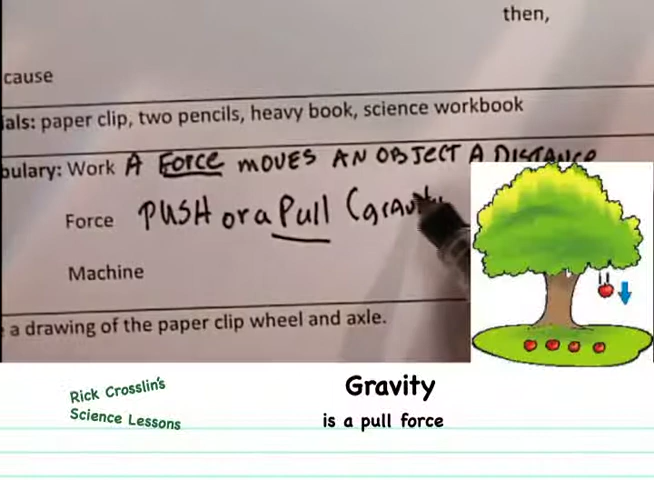 then,
cause
ials: paper clip, two pencils, heavy book, science workbook
bulary: Work A Force MOVES AN OBJECT A DISTANCE
Force PUSH or a Pull (gravit
Machine
a drawing of the paper clip wheel and axle.
Rick Crosslin's
Science Lessons
Gravity
is a pull force